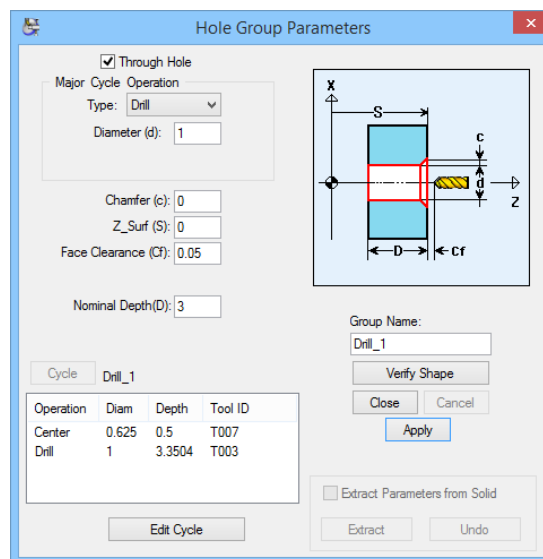 Hole Group Parameters
Through Hole
Major Cycle Operation
Type: Drill
Diameter (d): 1
Chamfer (c): 0
Z_Surf (S): 0
Face Clearance (Cf): 0.05
Nominal Depth(D): 3
X
S
c
d
Z
D
Cf
Group Name:
Drill_1
Verify Shape
Close Cancel
Apply
Cycle Drill_1
Operation Diam Depth Tool ID
Center 0.625 0.5 T007
Drill 1 3.3504 T003
Edit Cycle
Extract Parameters from Solid
Extract Undo